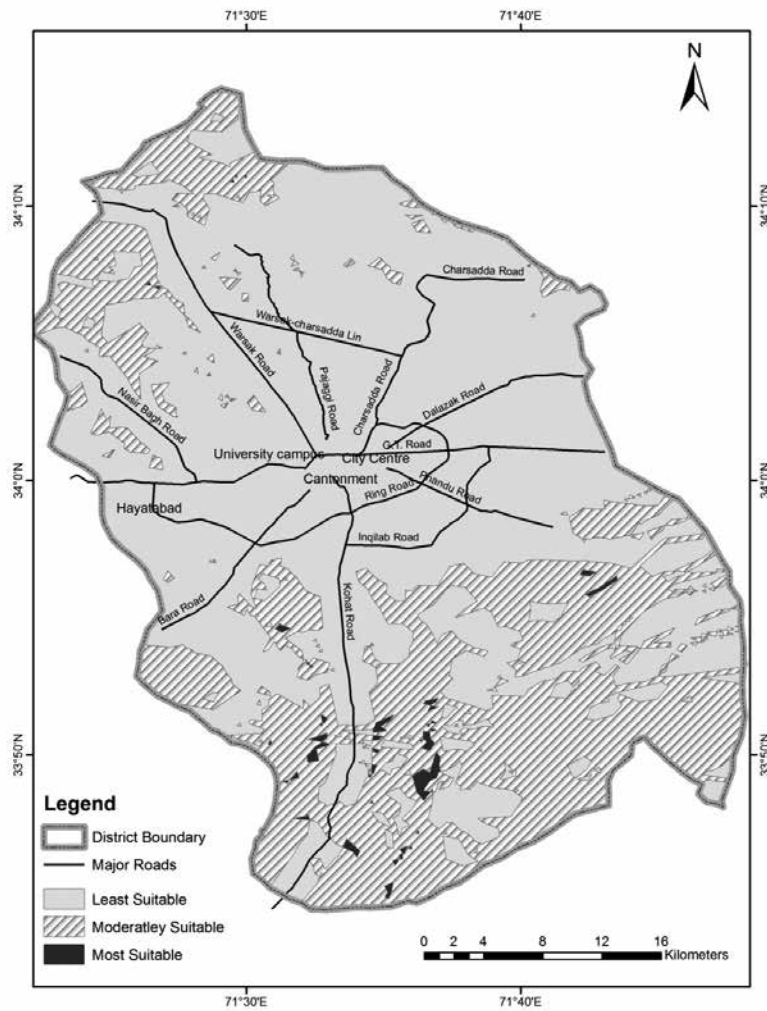 71°30'E
71°40'E
N
34°10'N
34°10'N
Charsadda Road
Warsak-charsadda Lin
Warsak Road
Pajaggi Road
Charsadda Road
Dalazak Road
Nasir Bagh Road
G.T. Road
University campus
City Centre
34°0'N
34°0'N
Cantonment
Ring Road
Phandu Road
Hayatabad
Inqilab Road
Bara Road
Kohat Road
33°50'N
33°50'N
Legend
District Boundary
Major Roads
Least Suitable
Moderatley Suitable
Most Suitable
0 2 4 8 12 16
Kilometers
71°30'E
71°40'E